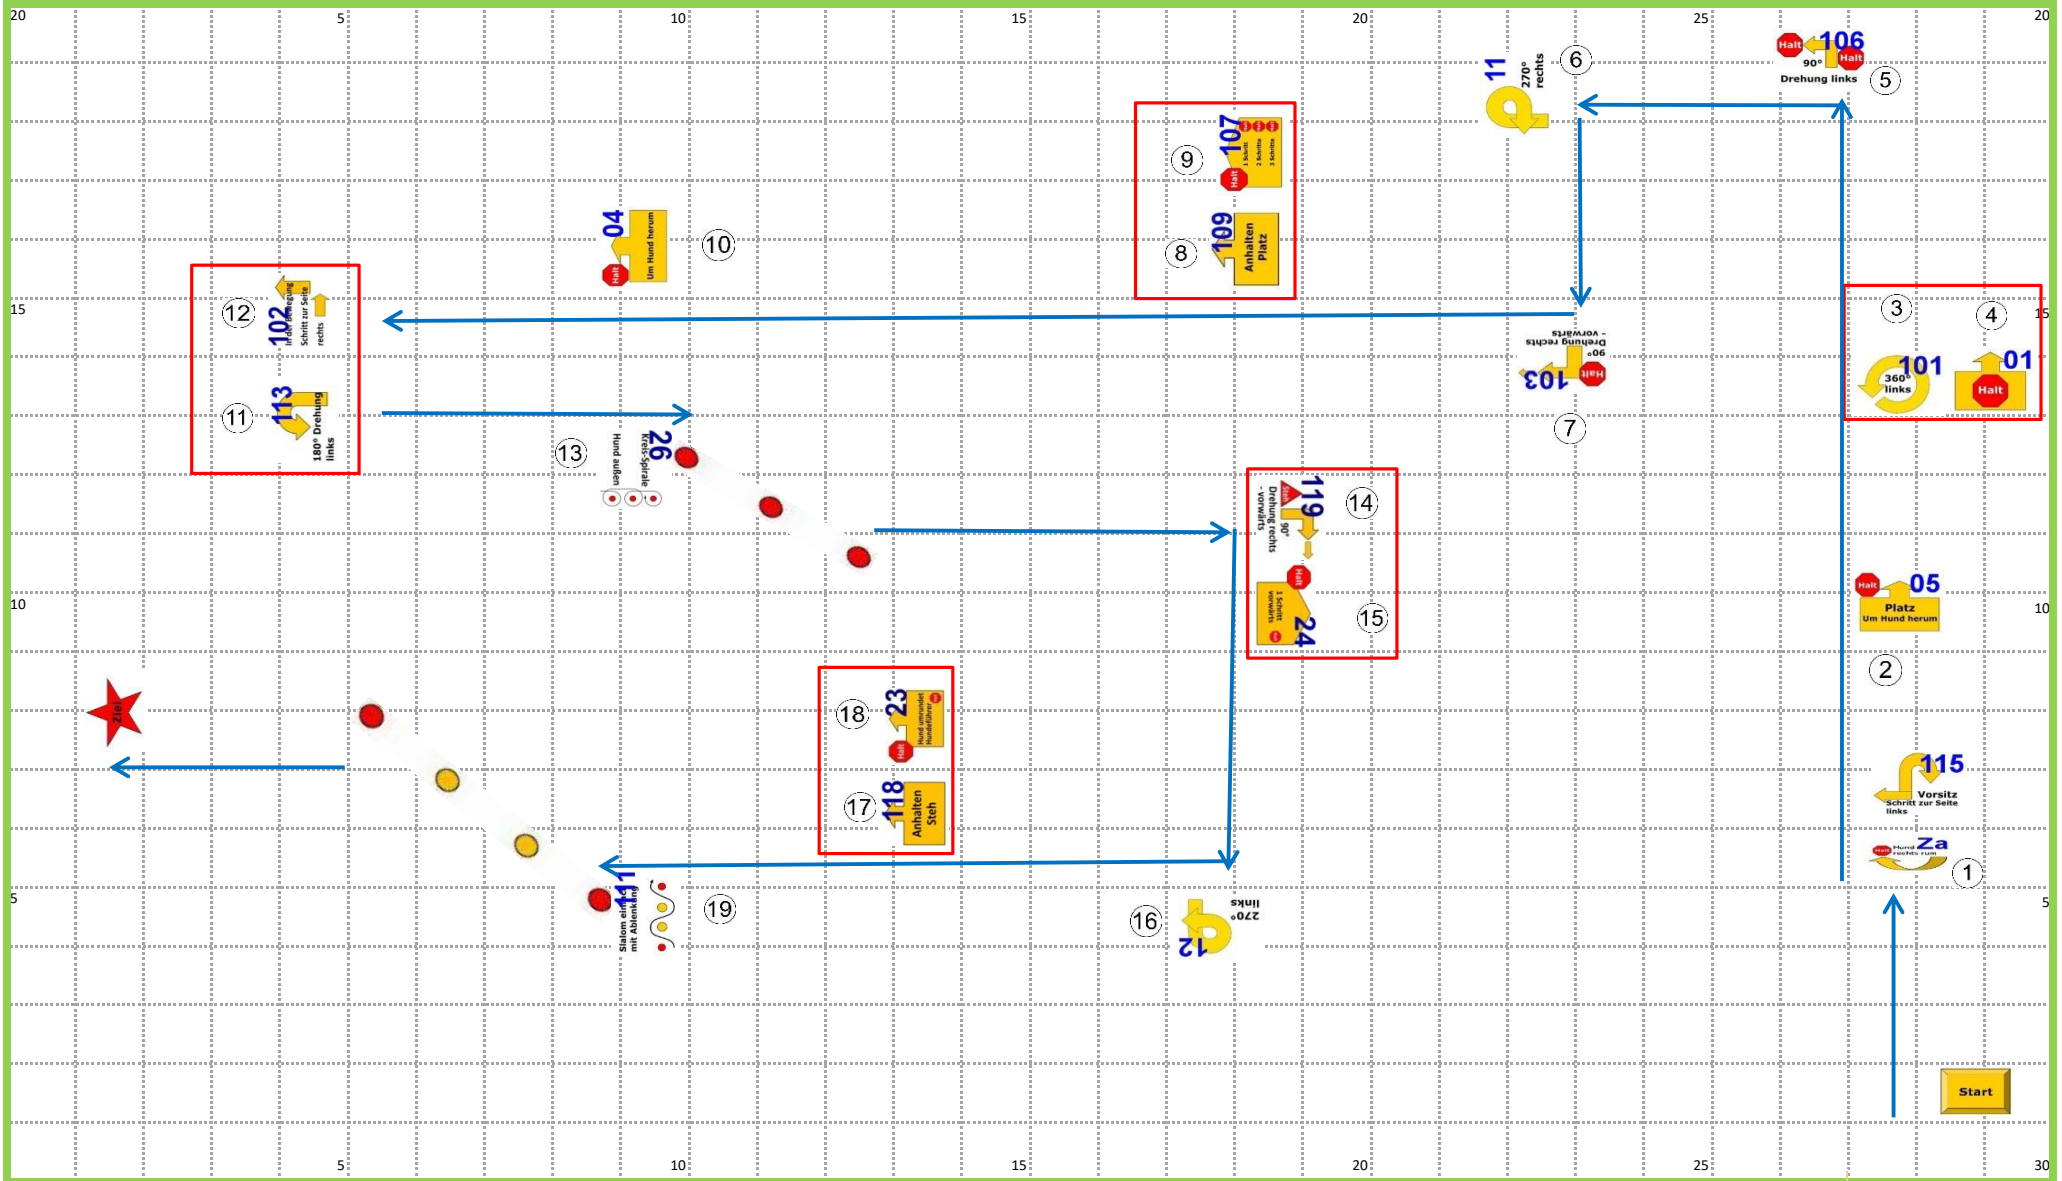 20
5
10
15
20
25
20
Halt
106
90°
Halt
Drehung links
5
11
270°
rechts
6
107
1 Schritt
2 Schritte
3 Schritte
Halt
9
109
Anhalten
Platz
8
04
Halt
Um Hund herum
10
15
15
12
102
In der Bewegung
Schritt zur Seite
rechts
113
180° Drehung
links
11
3
4
101
360°
links
01
Halt
103
Halt
90°
Drehung rechts
- vorwärts
7
13
26
Kreis-Spirale
Hund außen
119
Steh
90°
Drehung rechts
- vorwärts
14
Halt
24
1 Schritt
vorwärts
15
10
10
Halt
05
Platz
Um Hund herum
2
Ziel
18
23
Halt
Hund umrundet
Hundeführer
17
118
Anhalten
Steh
115
Vorsitz
Schritt zur Seite
links
Halt
Hund
Za
rechts rum
1
5
5
111
Slalom einfach
mit Ablenkung
19
16
12
270°
links
Start
5
10
15
20
25
30